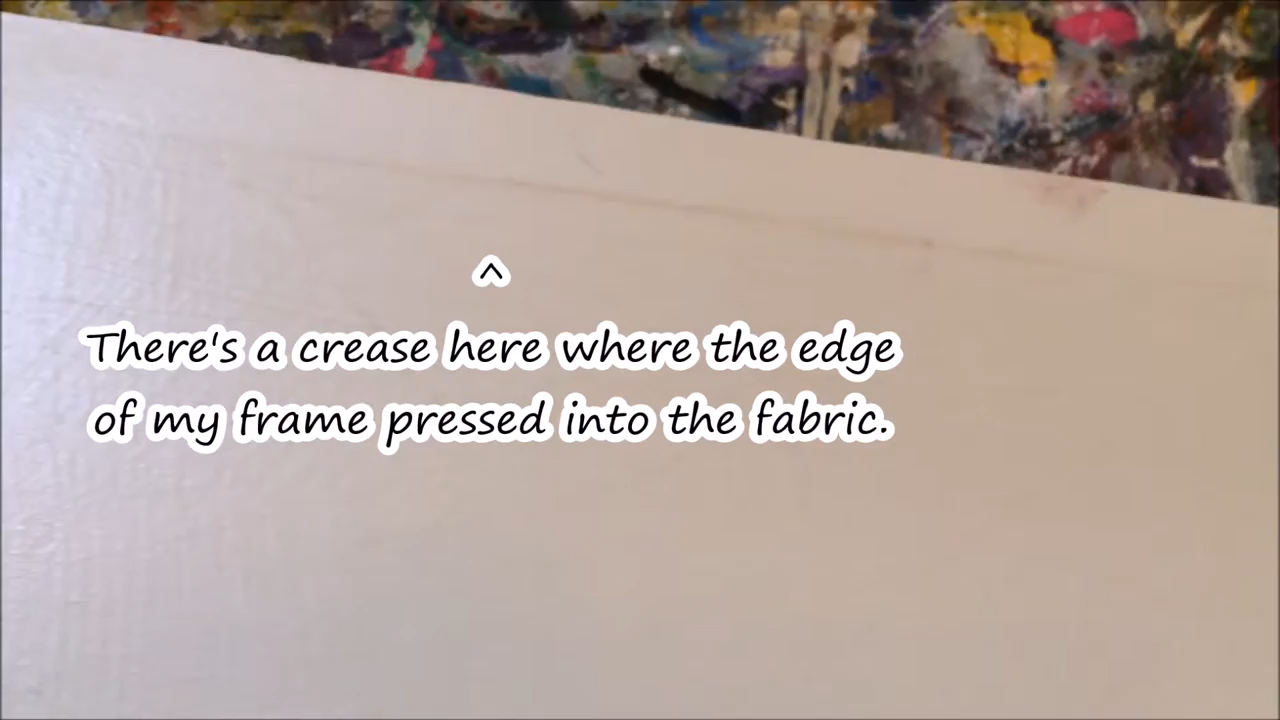 ^
There's a crease here where the edge
of my frame pressed into the fabric.